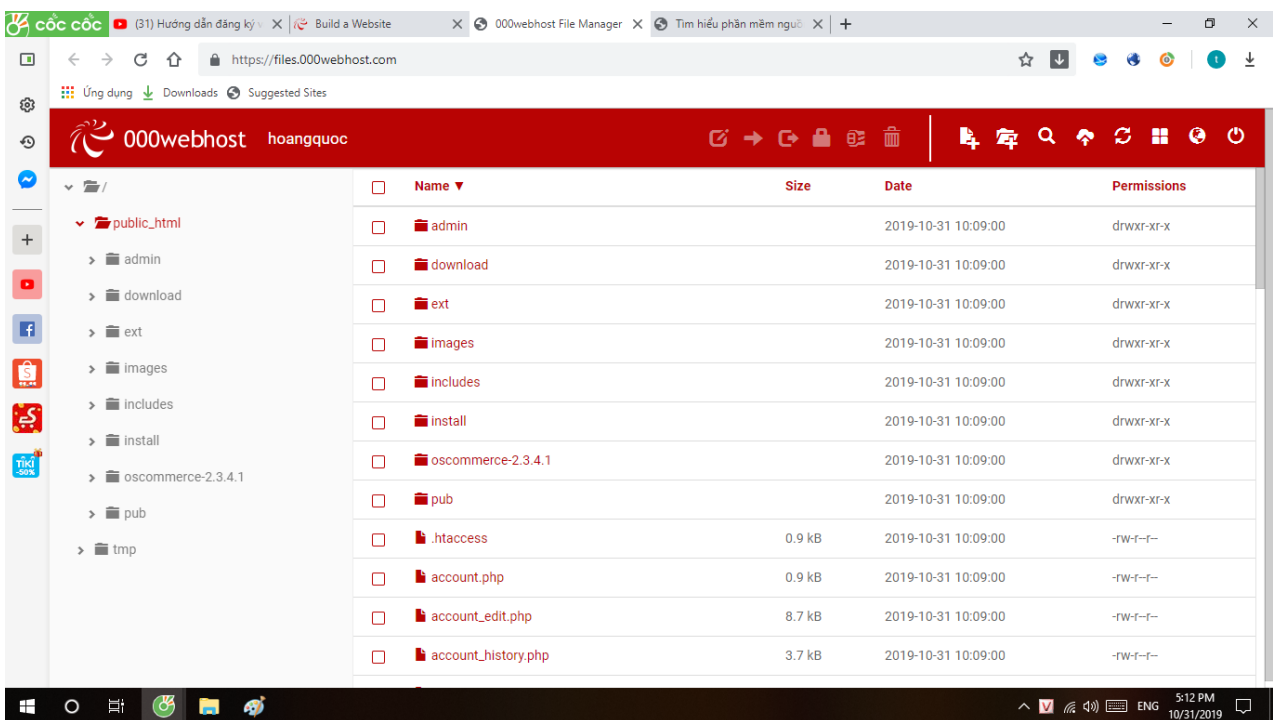 cốc cốc (31) Hướng dẫn đăng ký v Build a Website 000webhost File Manager Tìm hiểu phần mềm nguồ
https://files.000webhost.com t
Ứng dụng Downloads Suggested Sites
000webhost hoangquoc
/ Name ▼ Size Date Permissions
public_html admin 2019-10-31 10:09:00 drwxr-xr-x
admin download 2019-10-31 10:09:00 drwxr-xr-x
download ext 2019-10-31 10:09:00 drwxr-xr-x
ext images 2019-10-31 10:09:00 drwxr-xr-x
images includes 2019-10-31 10:09:00 drwxr-xr-x
includes install 2019-10-31 10:09:00 drwxr-xr-x
install oscommerce-2.3.4.1 2019-10-31 10:09:00 drwxr-xr-x
oscommerce-2.3.4.1 pub 2019-10-31 10:09:00 drwxr-xr-x
pub .htaccess 0.9 kB 2019-10-31 10:09:00 -rw-r--r--
tmp account.php 0.9 kB 2019-10-31 10:09:00 -rw-r--r--
account_edit.php 8.7 kB 2019-10-31 10:09:00 -rw-r--r--
account_history.php 3.7 kB 2019-10-31 10:09:00 -rw-r--r--
TIKI
-50%
V ENG 5:12 PM
10/31/2019